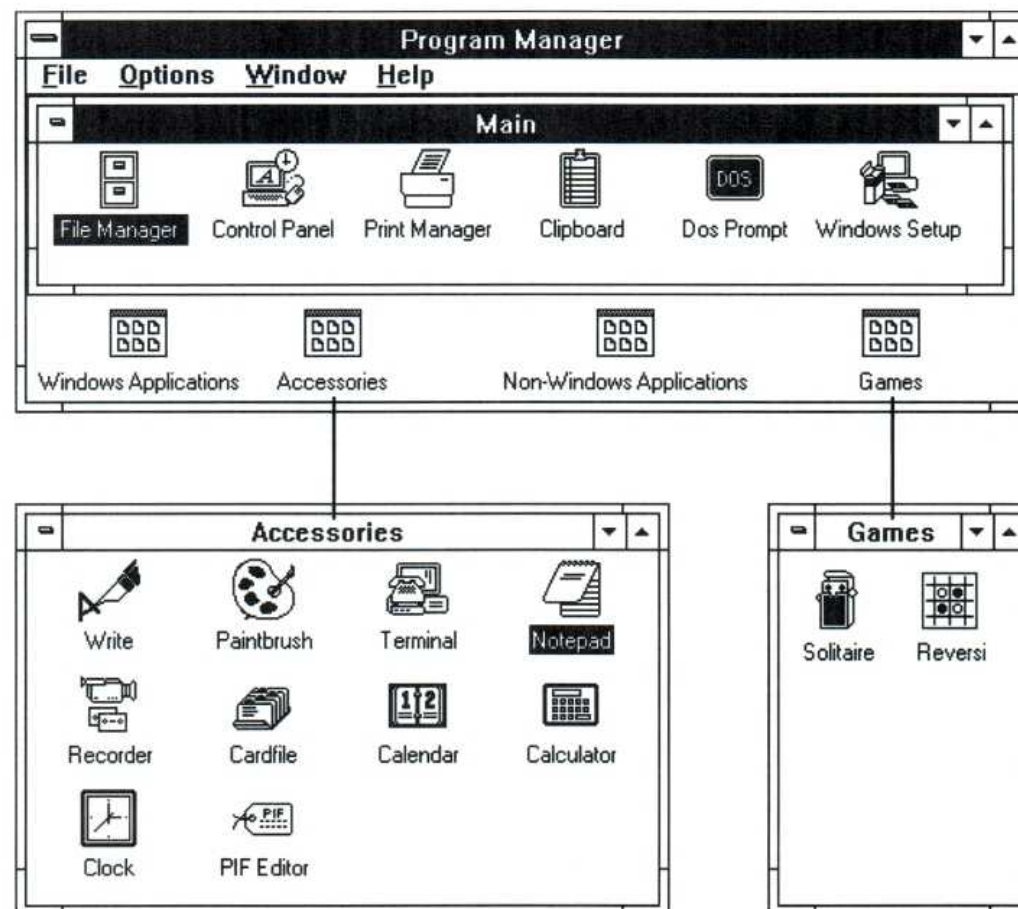 Program Manager
File Options Window Help
Main
DOS
File Manager Control Panel Print Manager Clipboard Dos Prompt Windows Setup
Windows Applications Accessories Non-Windows Applications Games
Accessories
Write Paintbrush Terminal Notepad
12
Recorder Cardfile Calendar Calculator
PIF
Clock PIF Editor
Games
Solitaire Reversi